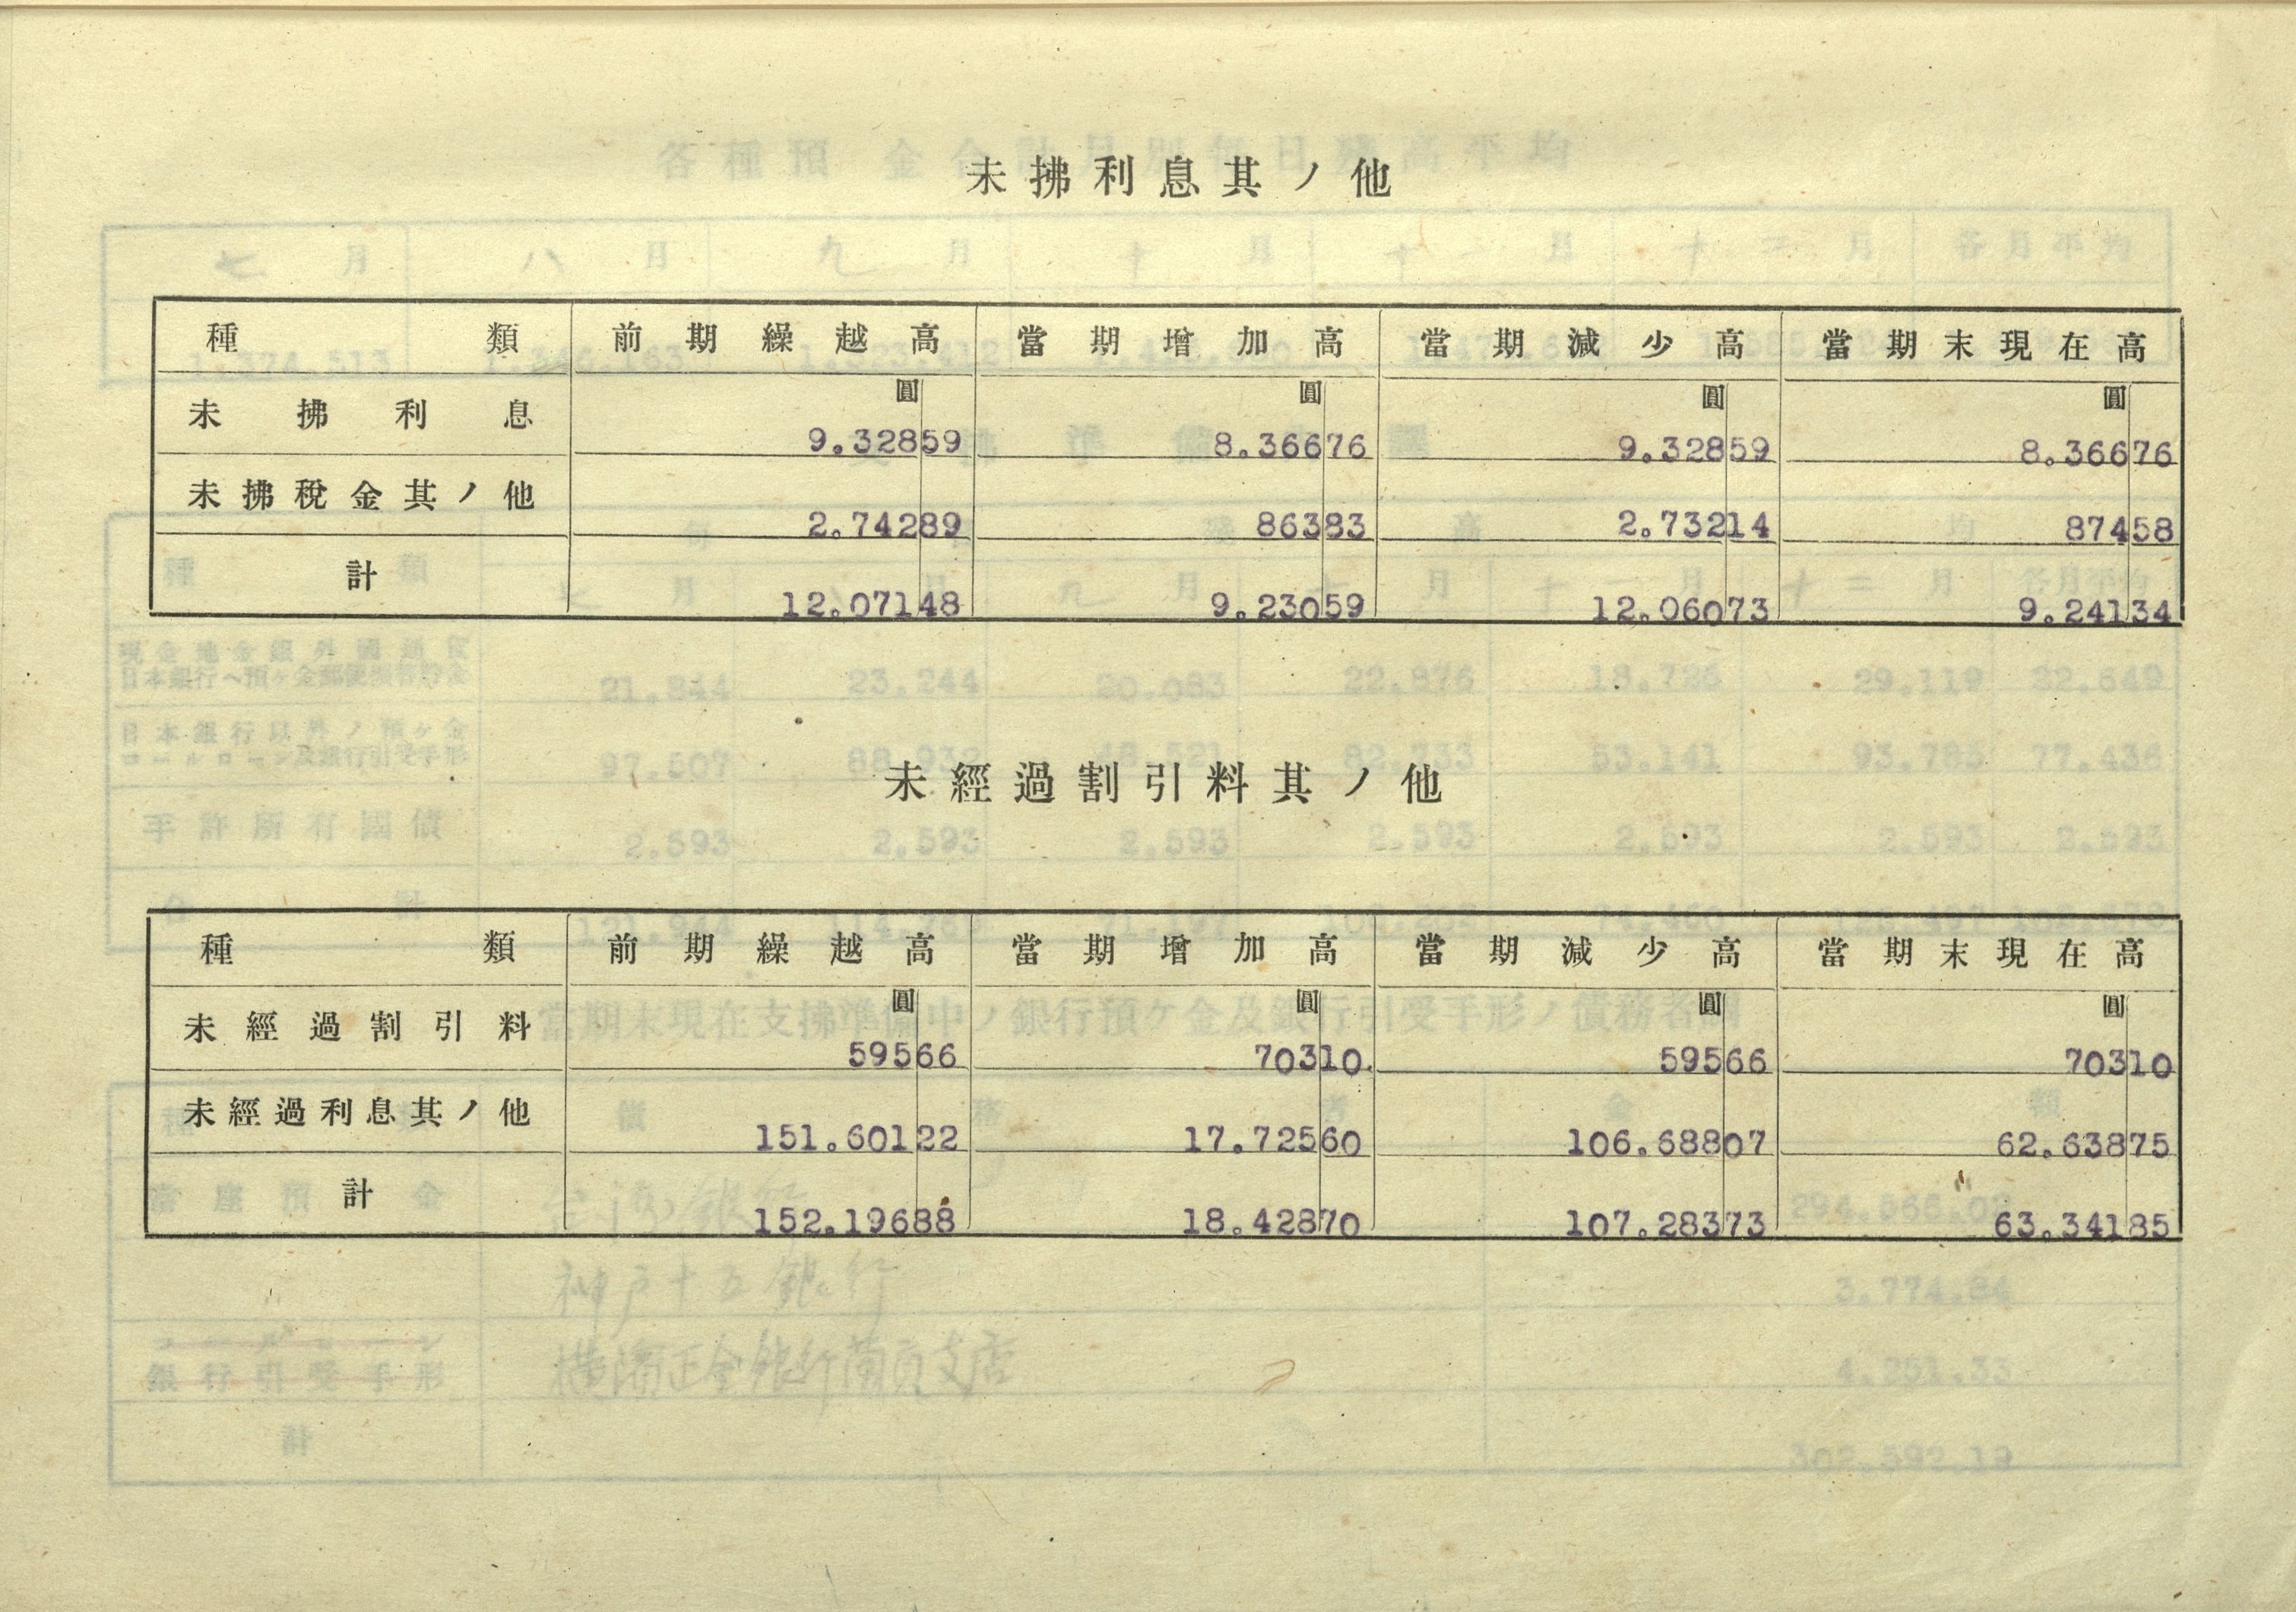 未拂利息其ノ他
種類 前期繰越高 當期增加高 當期減少高 當期末現在高
圓 圓 圓 圓
未拂利息 9.32859 8.36676 9.32859 8.36676
未拂稅金其ノ他 2.74289 86383 2.73214 87458
計 12.07148 9.23059 12.06073 9.24134
未經過割引料其ノ他
種類 前期繰越高 當期增加高 當期減少高 當期末現在高
圓 圓 圓 圓
未經過割引料 59566 70310 59566 70310
未經過利息其ノ他 151.60122 17.72560 106.68807 62.63875
計 152.19688 18.42870 107.28373 63.34185